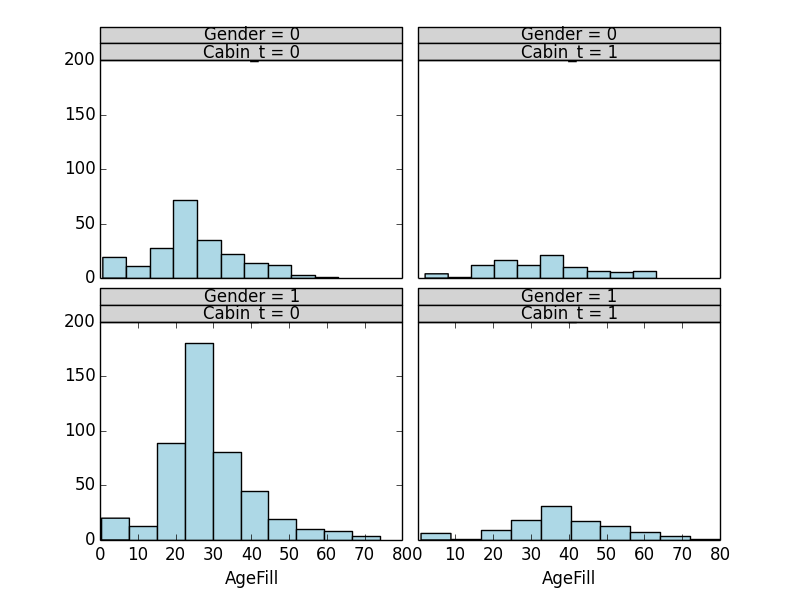 Gender = 0
Cabin_t = 0
Gender = 0
Cabin_t = 1
200
150
100
50
0
Gender = 1
Cabin_t = 0
Gender = 1
Cabin_t = 1
200
150
100
50
0
0 10 20 30 40 50 60 70 80
0 10 20 30 40 50 60 70 80
AgeFill
AgeFill